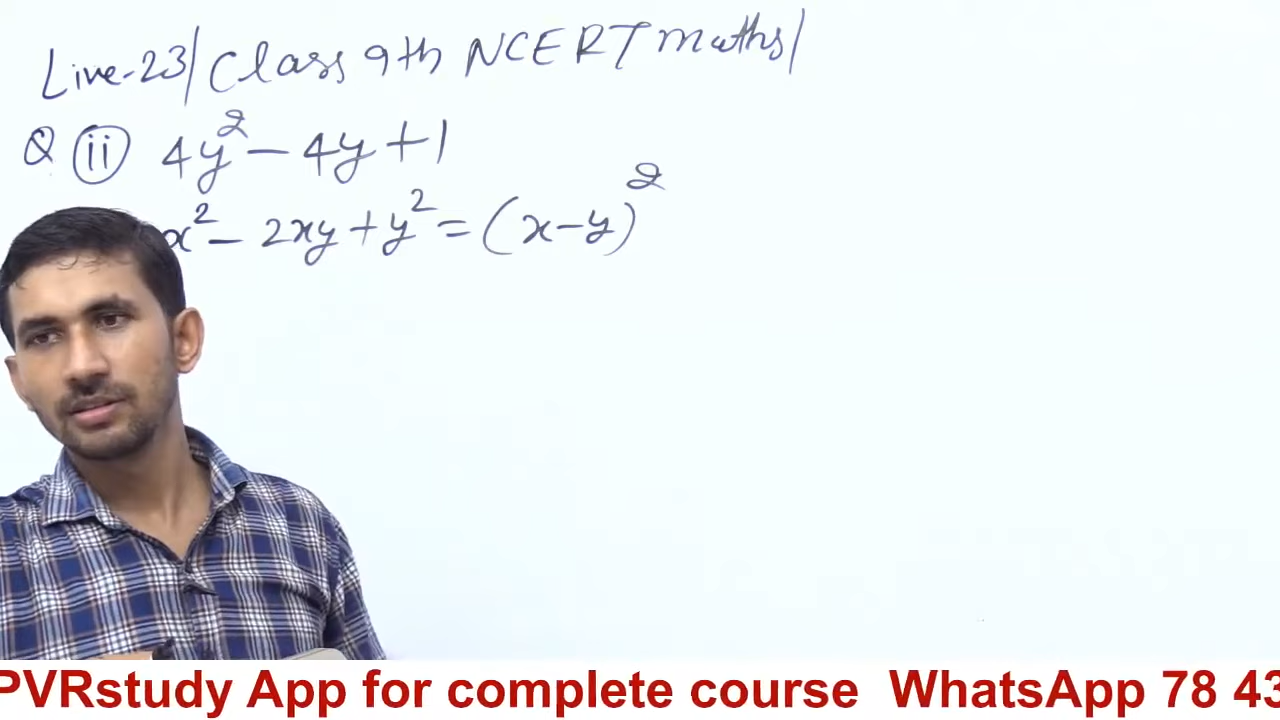 Live-23/ Class 9th NCERT maths/
Q (ii) 4y² - 4y + 1
x² - 2xy + y² = (x-y)²
PVRstudy App for complete course WhatsApp 78 43